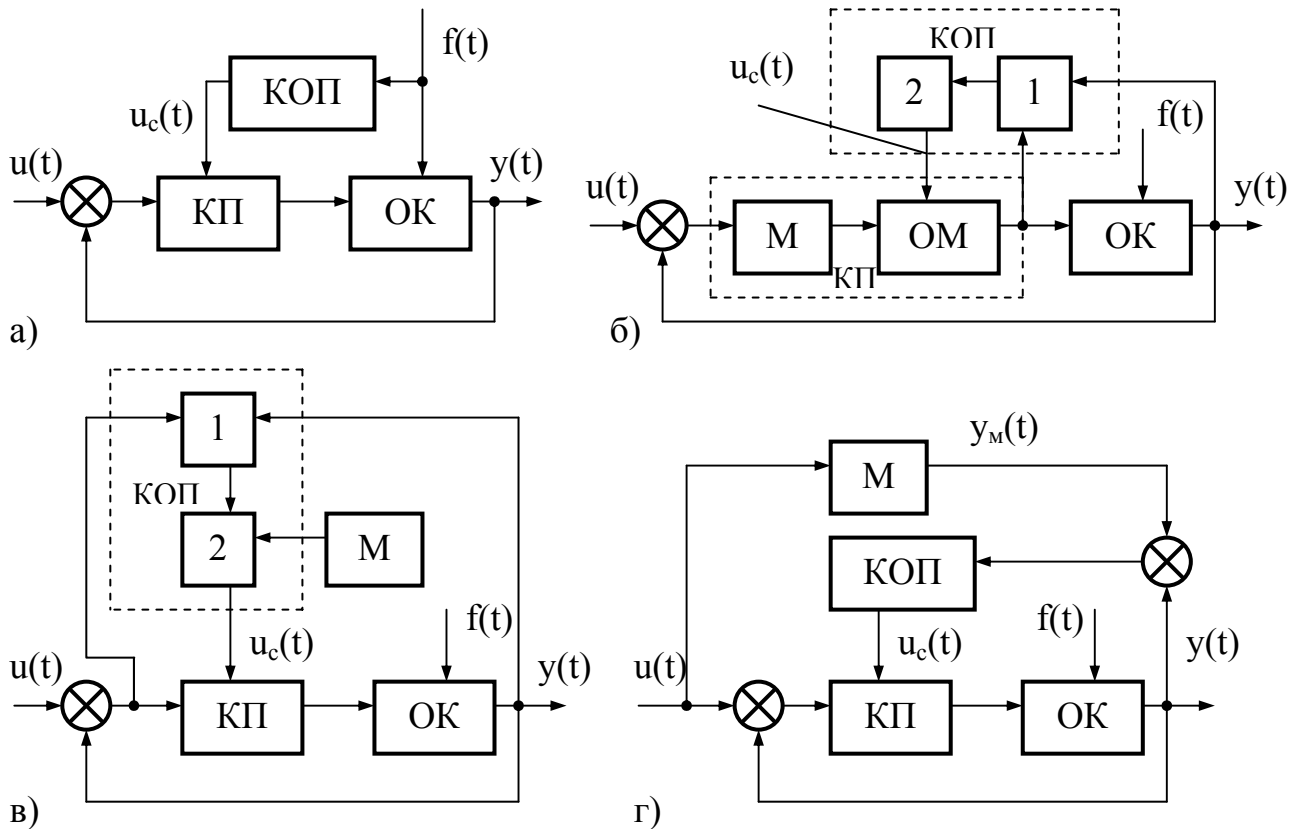 f(t)
КОП
u_c(t)
u(t)
y(t)
КП
ОК
а)
КОП
u_c(t)
2
1
f(t)
u(t)
y(t)
М
ОМ
ОК
КП
б)
1
КОП
2
М
f(t)
u_c(t)
u(t)
y(t)
КП
ОК
в)
y_м(t)
М
КОП
u_c(t)
f(t)
u(t)
y(t)
КП
ОК
г)